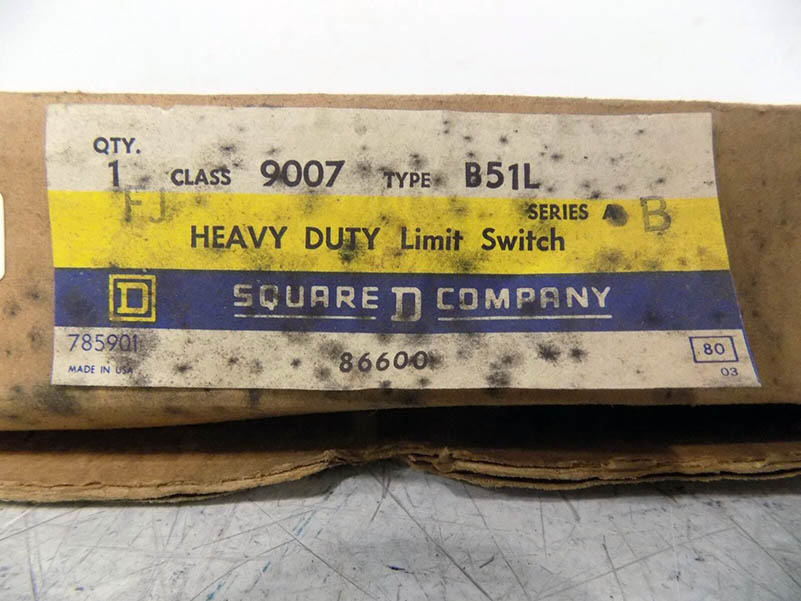 QTY.
1 CLASS 9007 TYPE B51L
FJ SERIES A B
HEAVY DUTY Limit Switch
D SQUARE D COMPANY
785901 86600 80
MADE IN USA 03